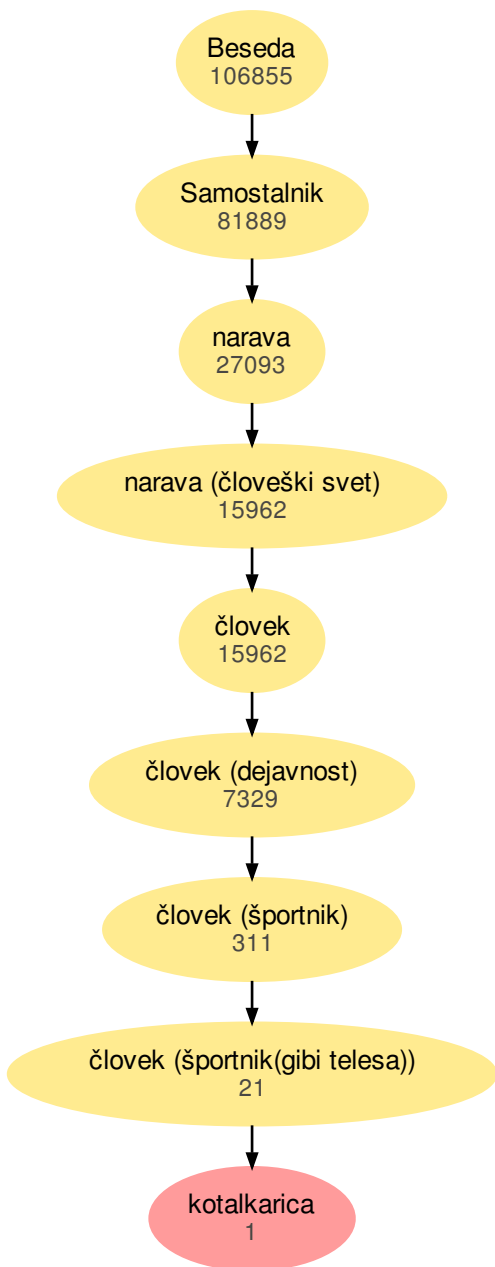 Beseda
106855
Samostalnik
81889
narava
27093
narava (človeški svet)
15962
človek
15962
človek (dejavnost)
7329
človek (športnik)
311
človek (športnik(gibi telesa))
21
kotalkarica
1